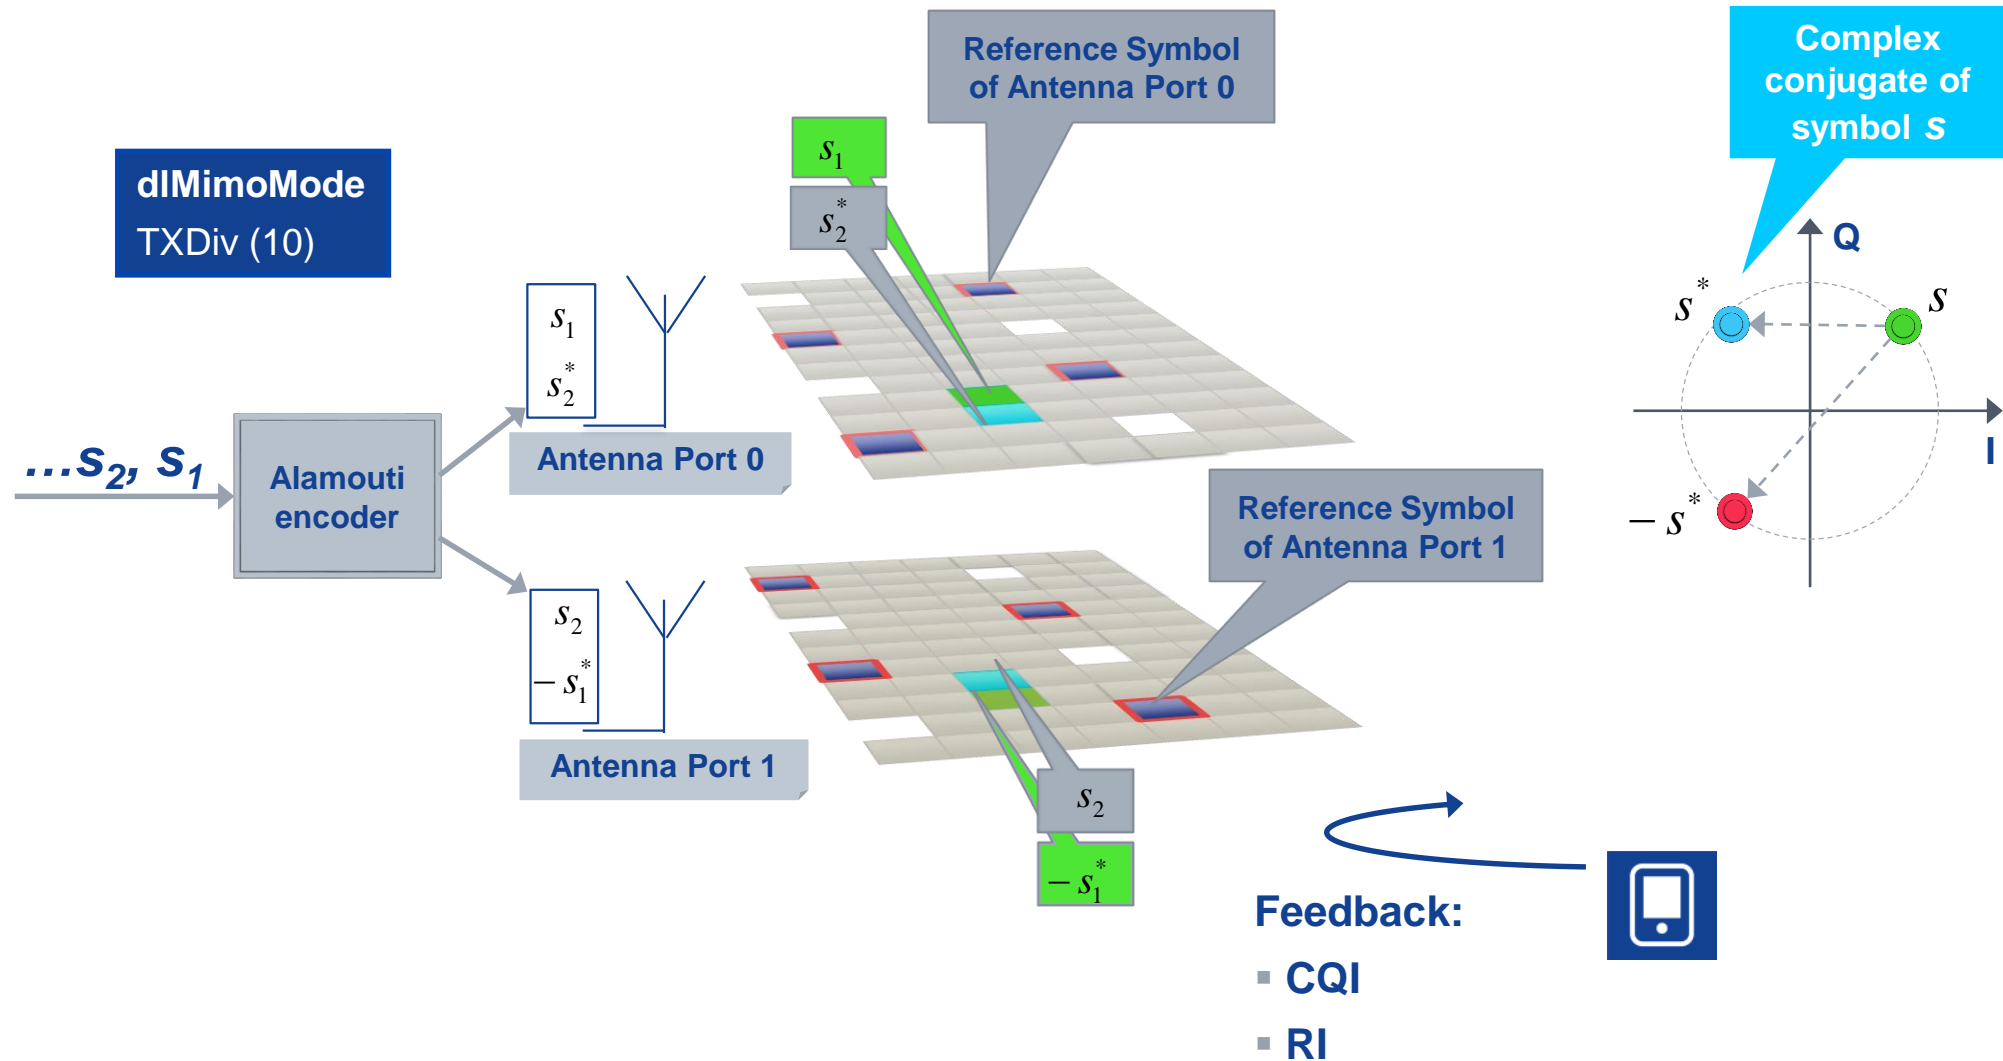 Reference Symbol
of Antenna Port 0
Complex
conjugate of
symbol s
dlMimoMode
TXDiv (10)
s₁
s₂*
Q
s*
s
I
− s*
s₁
s₂*
Antenna Port 0
...s₂, s₁
Alamouti
encoder
Reference Symbol
of Antenna Port 1
s₂
− s₁*
Antenna Port 1
s₂
− s₁*
Feedback:
▪ CQI
▪ RI